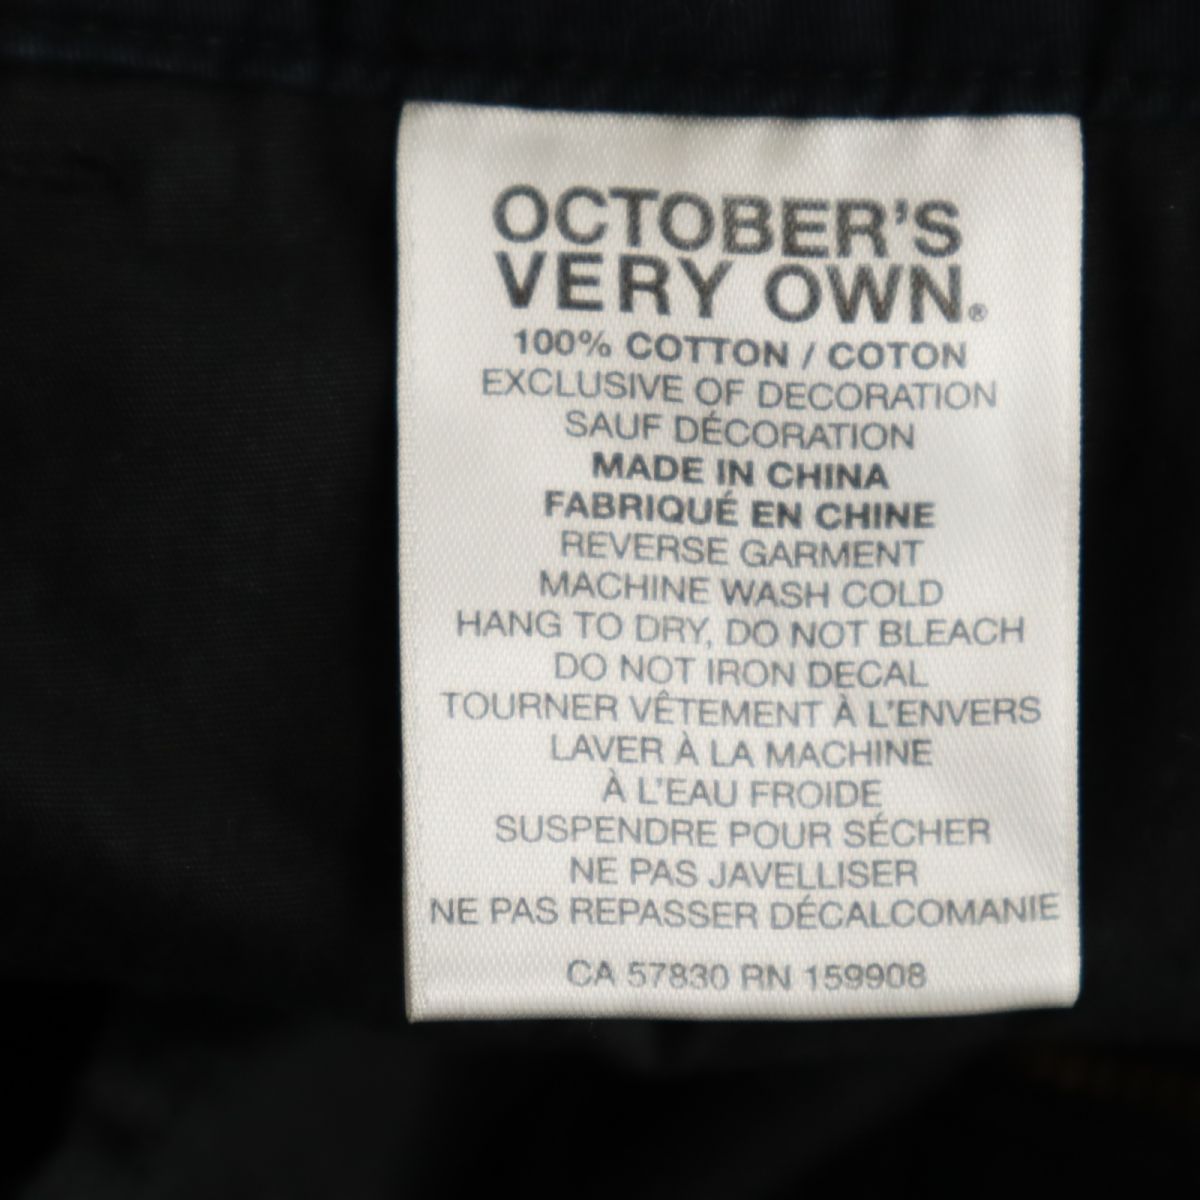 OCTOBER'S
VERY OWN®
100% COTTON / COTON
EXCLUSIVE OF DECORATION
SAUF DÉCORATION
MADE IN CHINA
FABRIQUÉ EN CHINE
REVERSE GARMENT
MACHINE WASH COLD
HANG TO DRY, DO NOT BLEACH
DO NOT IRON DECAL
TOURNER VÊTEMENT À L'ENVERS
LAVER À LA MACHINE
À L'EAU FROIDE
SUSPENDRE POUR SÉCHER
NE PAS JAVELLISER
NE PAS REPASSER DÉCALCOMANIE
CA 57830 RN 159908